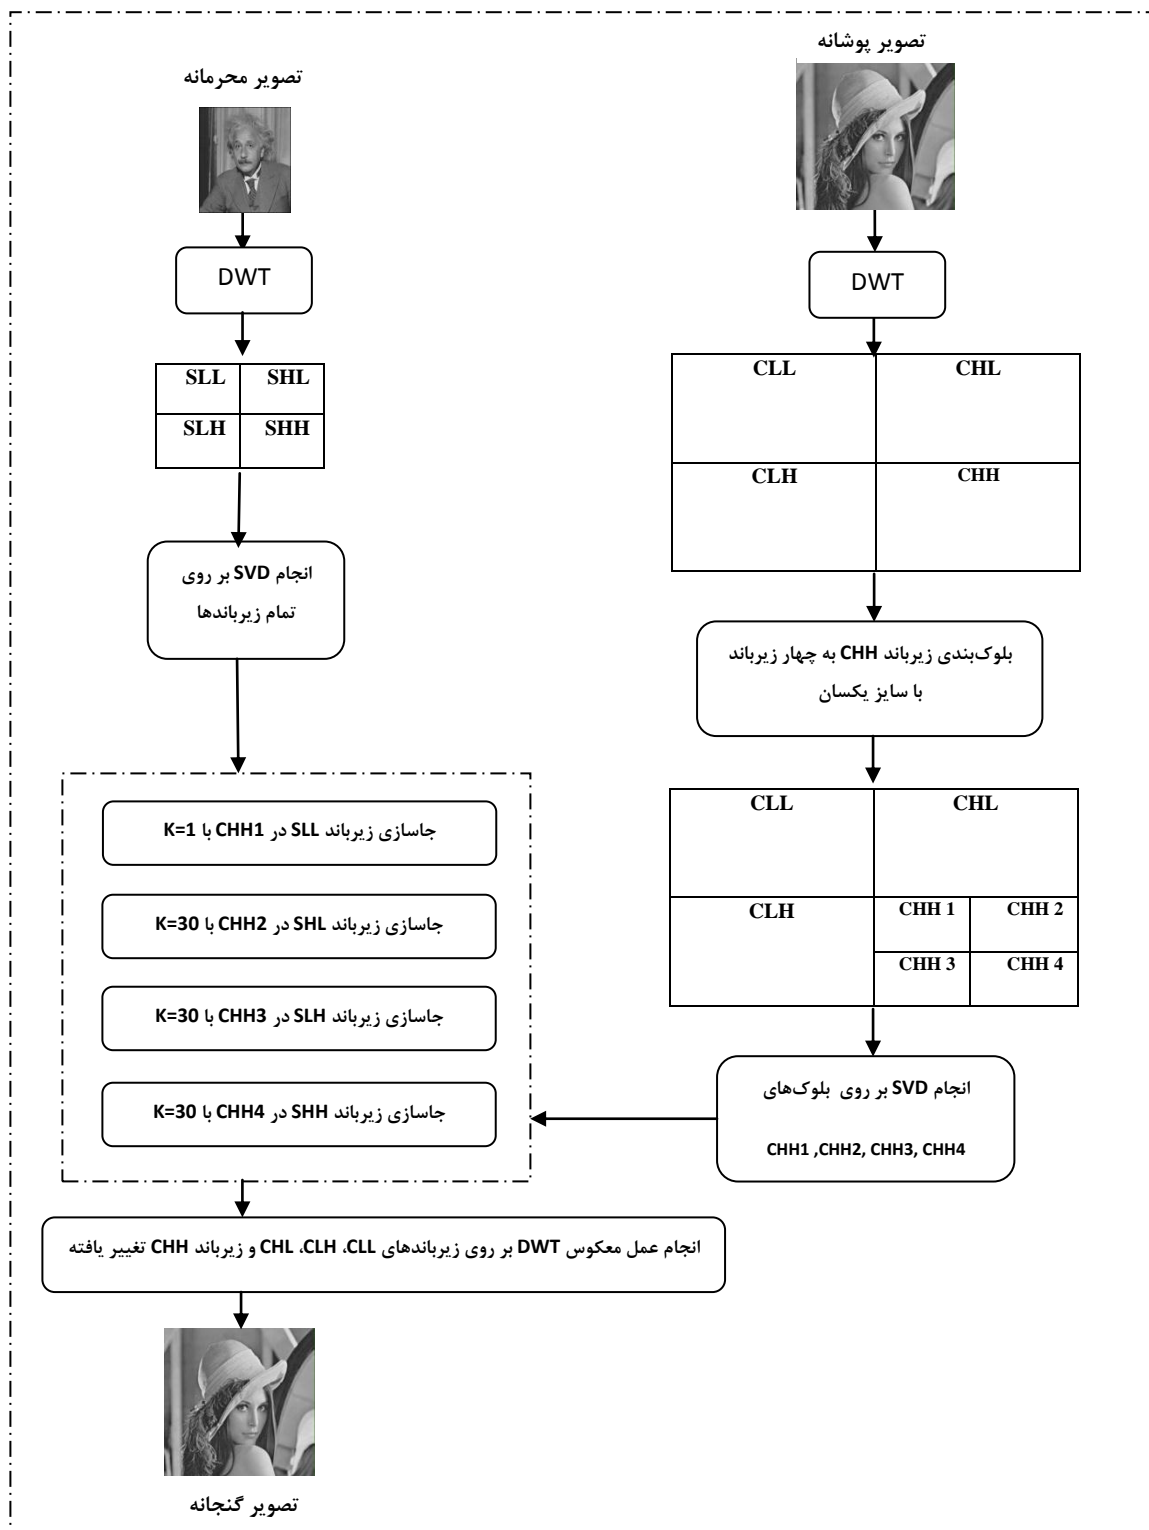 تصویر پوشانه
تصویر محرمانه
DWT
DWT
SLL SHL
SLH SHH
CLL CHL
CLH CHH
انجام SVD بر روی
تمام زیرباندها
بلوک‌بندی زیرباند CHH به چهار زیرباند
با سایز یکسان
CLL CHL
CLH CHH 1 CHH 2
CHH 3 CHH 4
جاسازی زیرباند SLL در CHH1 با K=1
جاسازی زیرباند SHL در CHH2 با K=30
جاسازی زیرباند SLH در CHH3 با K=30
جاسازی زیرباند SHH در CHH4 با K=30
انجام SVD بر روی بلوک‌های
CHH1 ,CHH2, CHH3, CHH4
انجام عمل معکوس DWT بر روی زیرباندهای CLL، CLH، CHL و زیرباند CHH تغییر یافته
تصویر گنجانه